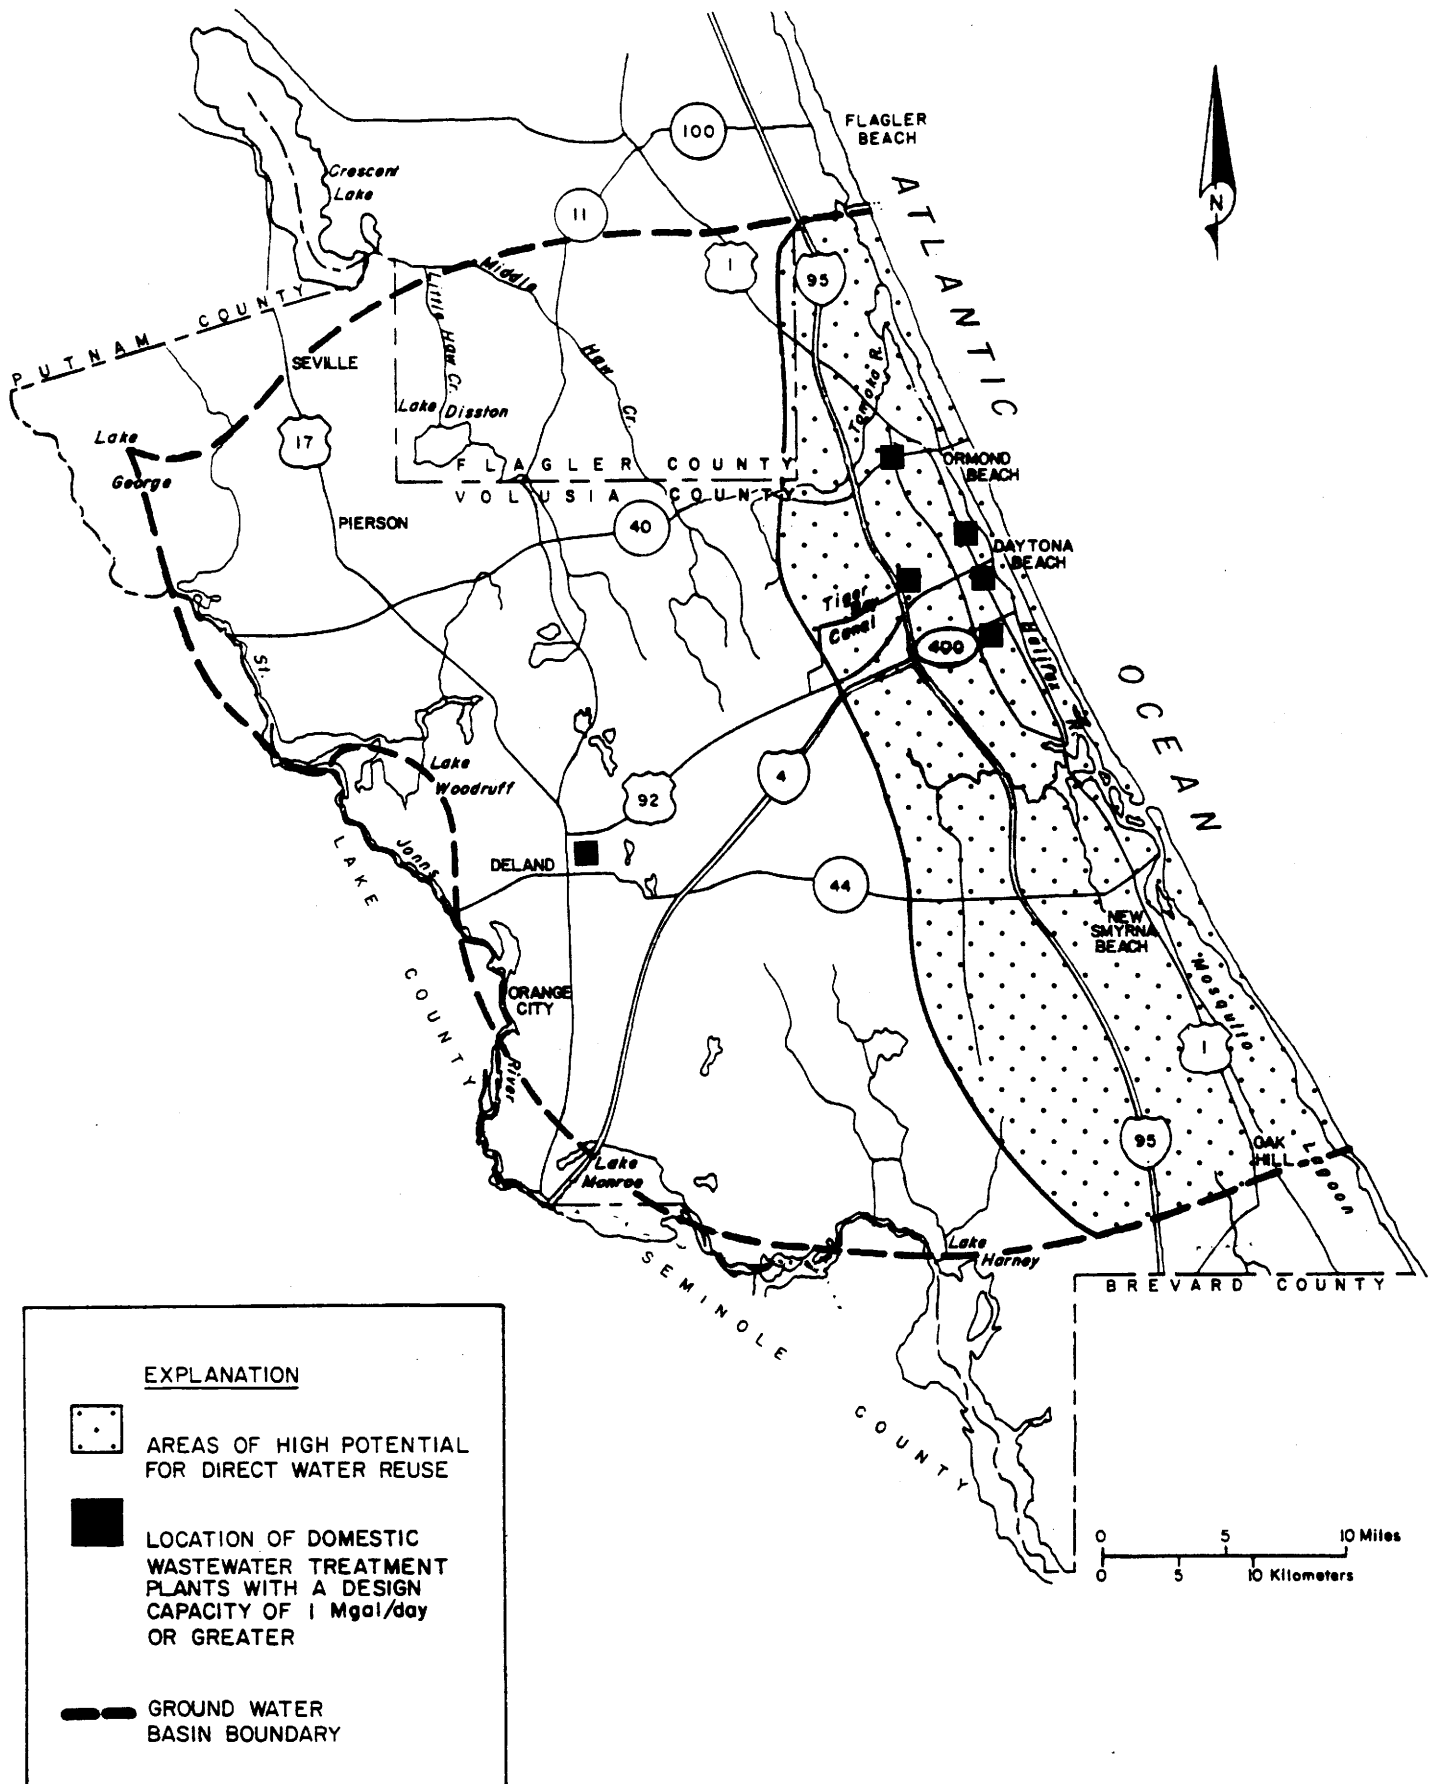 FLAGLER
BEACH
100
Crescent
Lake
11
ATLANTIC
N
Middle
1
95
PUTNAM COUNTY
Little Haw Cr.
SEVILLE
Haw
Cr.
Tomoka R.
Lake Disston
Lake
George
17
FLAGLER COUNTY
VOLUSIA COUNTY
ORMOND
BEACH
PIERSON
40
DAYTONA
BEACH
Tiger
Bay
Canal
400
Halifax
St.
OCEAN
Lake
Woodruff
4
92
Johns
DELAND
44
LAKE
COUNTY
NEW
SMYRNA
BEACH
ORANGE
CITY
Mosquito
1
River
95
OAK
HILL
Lagoon
Lake
Monroe
Lake
Harney
SEMINOLE
COUNTY
BREVARD COUNTY
EXPLANATION
AREAS OF HIGH POTENTIAL
FOR DIRECT WATER REUSE
LOCATION OF DOMESTIC
WASTEWATER TREATMENT
PLANTS WITH A DESIGN
CAPACITY OF 1 Mgal/day
OR GREATER
GROUND WATER
BASIN BOUNDARY
0 5 10 Miles
0 5 10 Kilometers